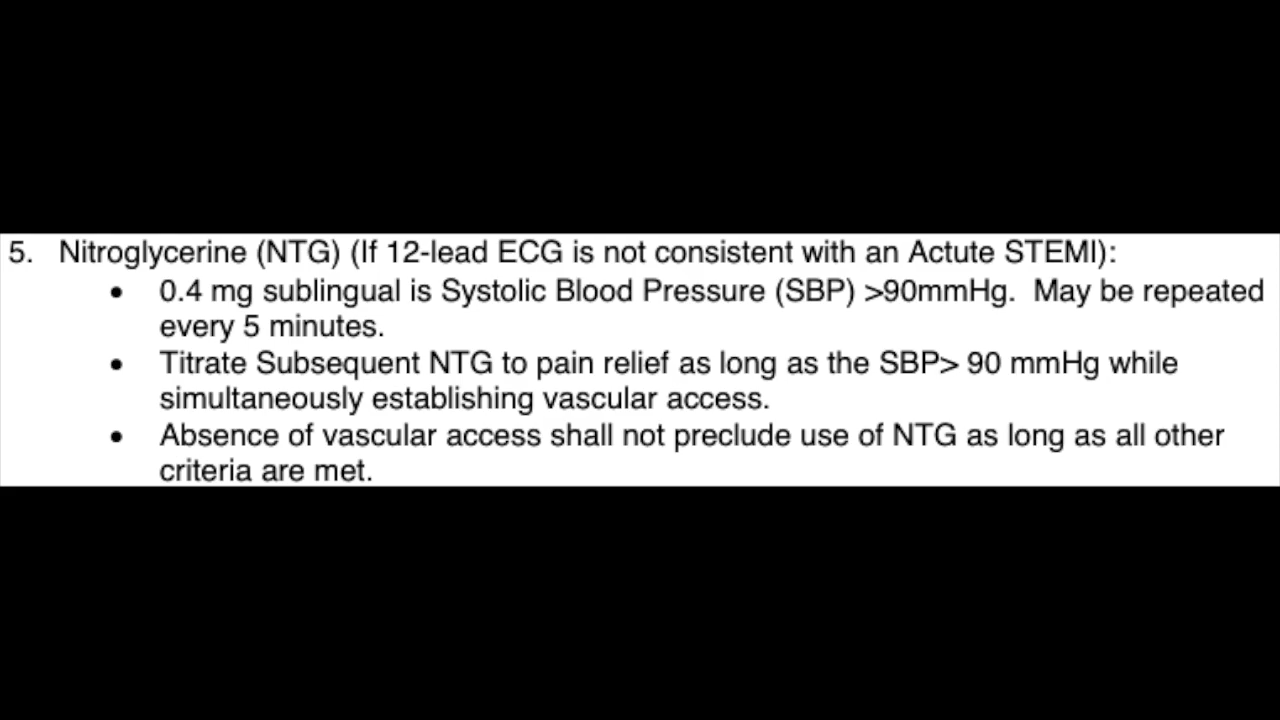 5. Nitroglycerine (NTG) (If 12-lead ECG is not consistent with an Actute STEMI):
• 0.4 mg sublingual is Systolic Blood Pressure (SBP) >90mmHg. May be repeated
every 5 minutes.
• Titrate Subsequent NTG to pain relief as long as the SBP> 90 mmHg while
simultaneously establishing vascular access.
• Absence of vascular access shall not preclude use of NTG as long as all other
criteria are met.